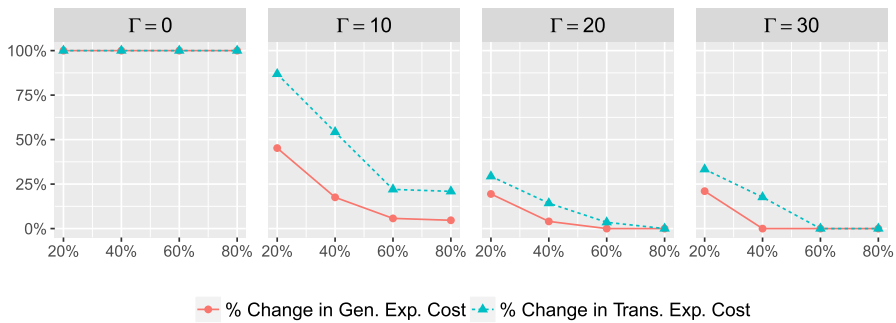 Γ = 0
Γ = 10
Γ = 20
Γ = 30
100%
75%
50%
25%
0%
20% 40% 60% 80%
20% 40% 60% 80%
20% 40% 60% 80%
20% 40% 60% 80%
% Change in Gen. Exp. Cost
% Change in Trans. Exp. Cost